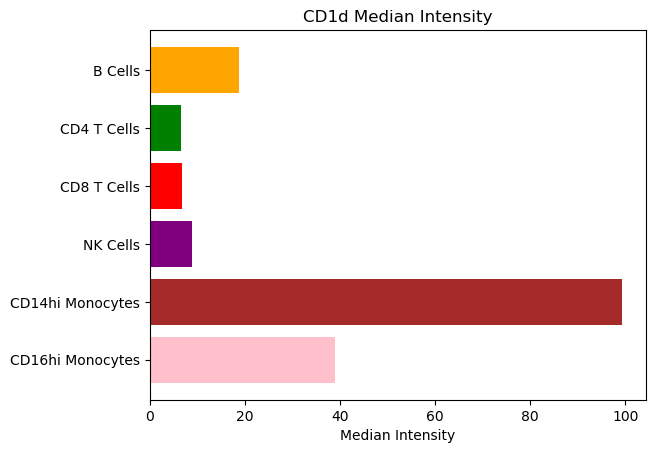 CD1d Median Intensity
B Cells
CD4 T Cells
CD8 T Cells
NK Cells
CD14hi Monocytes
CD16hi Monocytes
0 20 40 60 80 100
Median Intensity